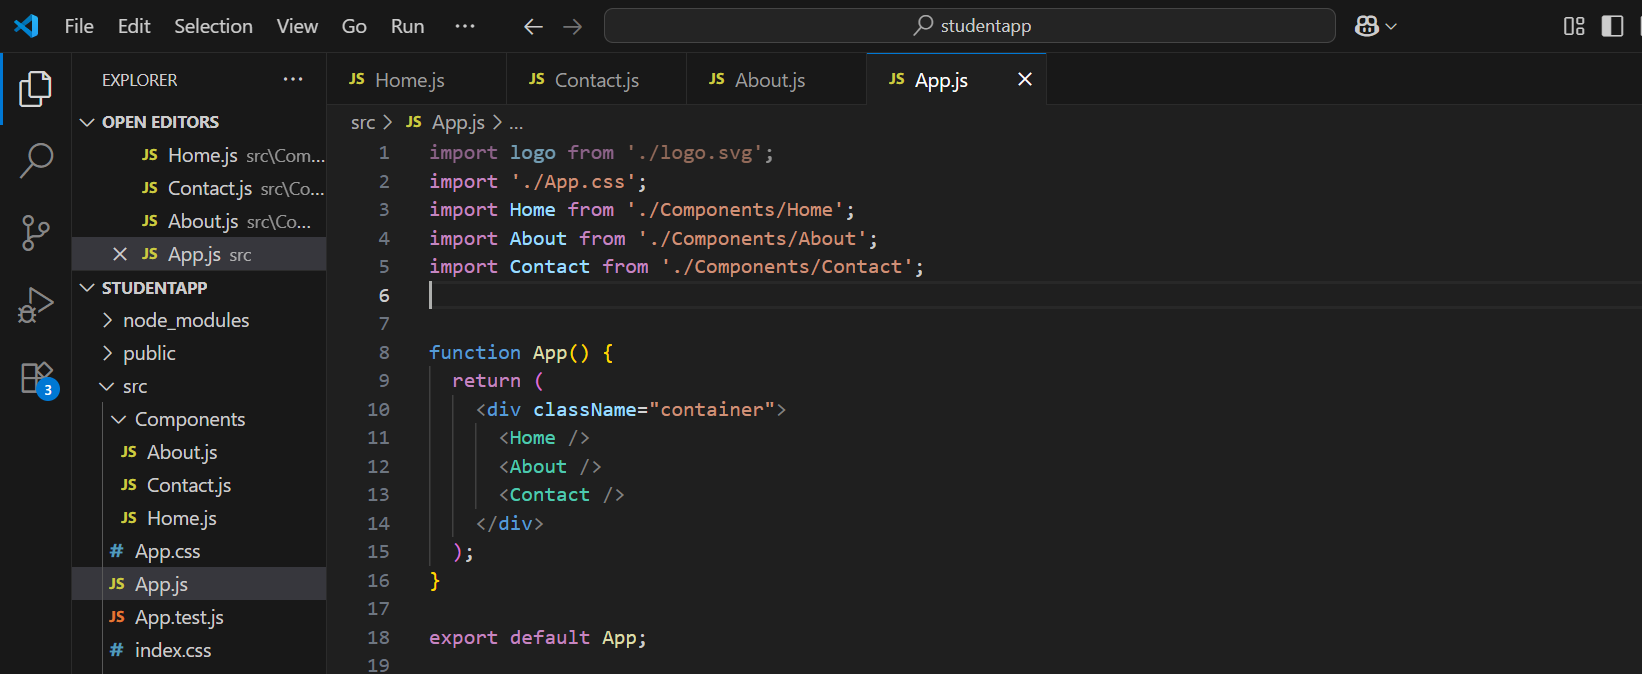 File Edit Selection View Go Run ··· studentapp
EXPLORER ···
OPEN EDITORS
JS Home.js src\Com...
JS Contact.js src\Co...
JS About.js src\Co...
JS App.js src
STUDENTAPP
node_modules
public
src
Components
JS About.js
JS Contact.js
JS Home.js
# App.css
JS App.js
JS App.test.js
# index.css
3
JS Home.js JS Contact.js JS About.js JS App.js
src > JS App.js > ...
1 import logo from './logo.svg';
2 import './App.css';
3 import Home from './Components/Home';
4 import About from './Components/About';
5 import Contact from './Components/Contact';
6
7
8 function App() {
9 return (
10 <div className="container">
11 <Home />
12 <About />
13 <Contact />
14 </div>
15 );
16 }
17
18 export default App;
19